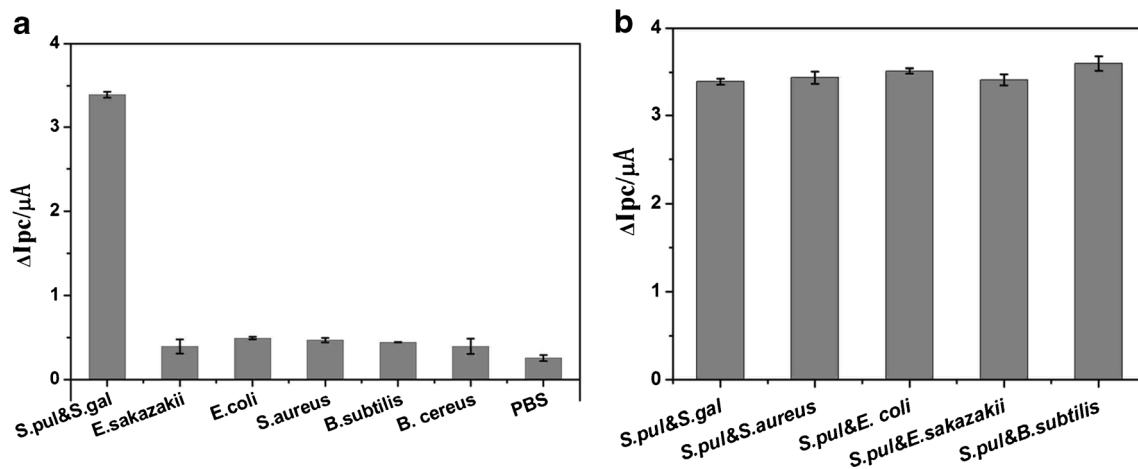 a
4
3
2
1
0
ΔIpc/μA
S.pul&S.gal
E.sakazakii
E.coli
S.aureus
B.subtilis
B. cereus
PBS
b
4
3
2
1
0
ΔIpc/μA
S.pul&S.gal
S.pul&S.aureus
S.pul&E. coli
S.pul&E.sakazakii
S.pul&B.subtilis